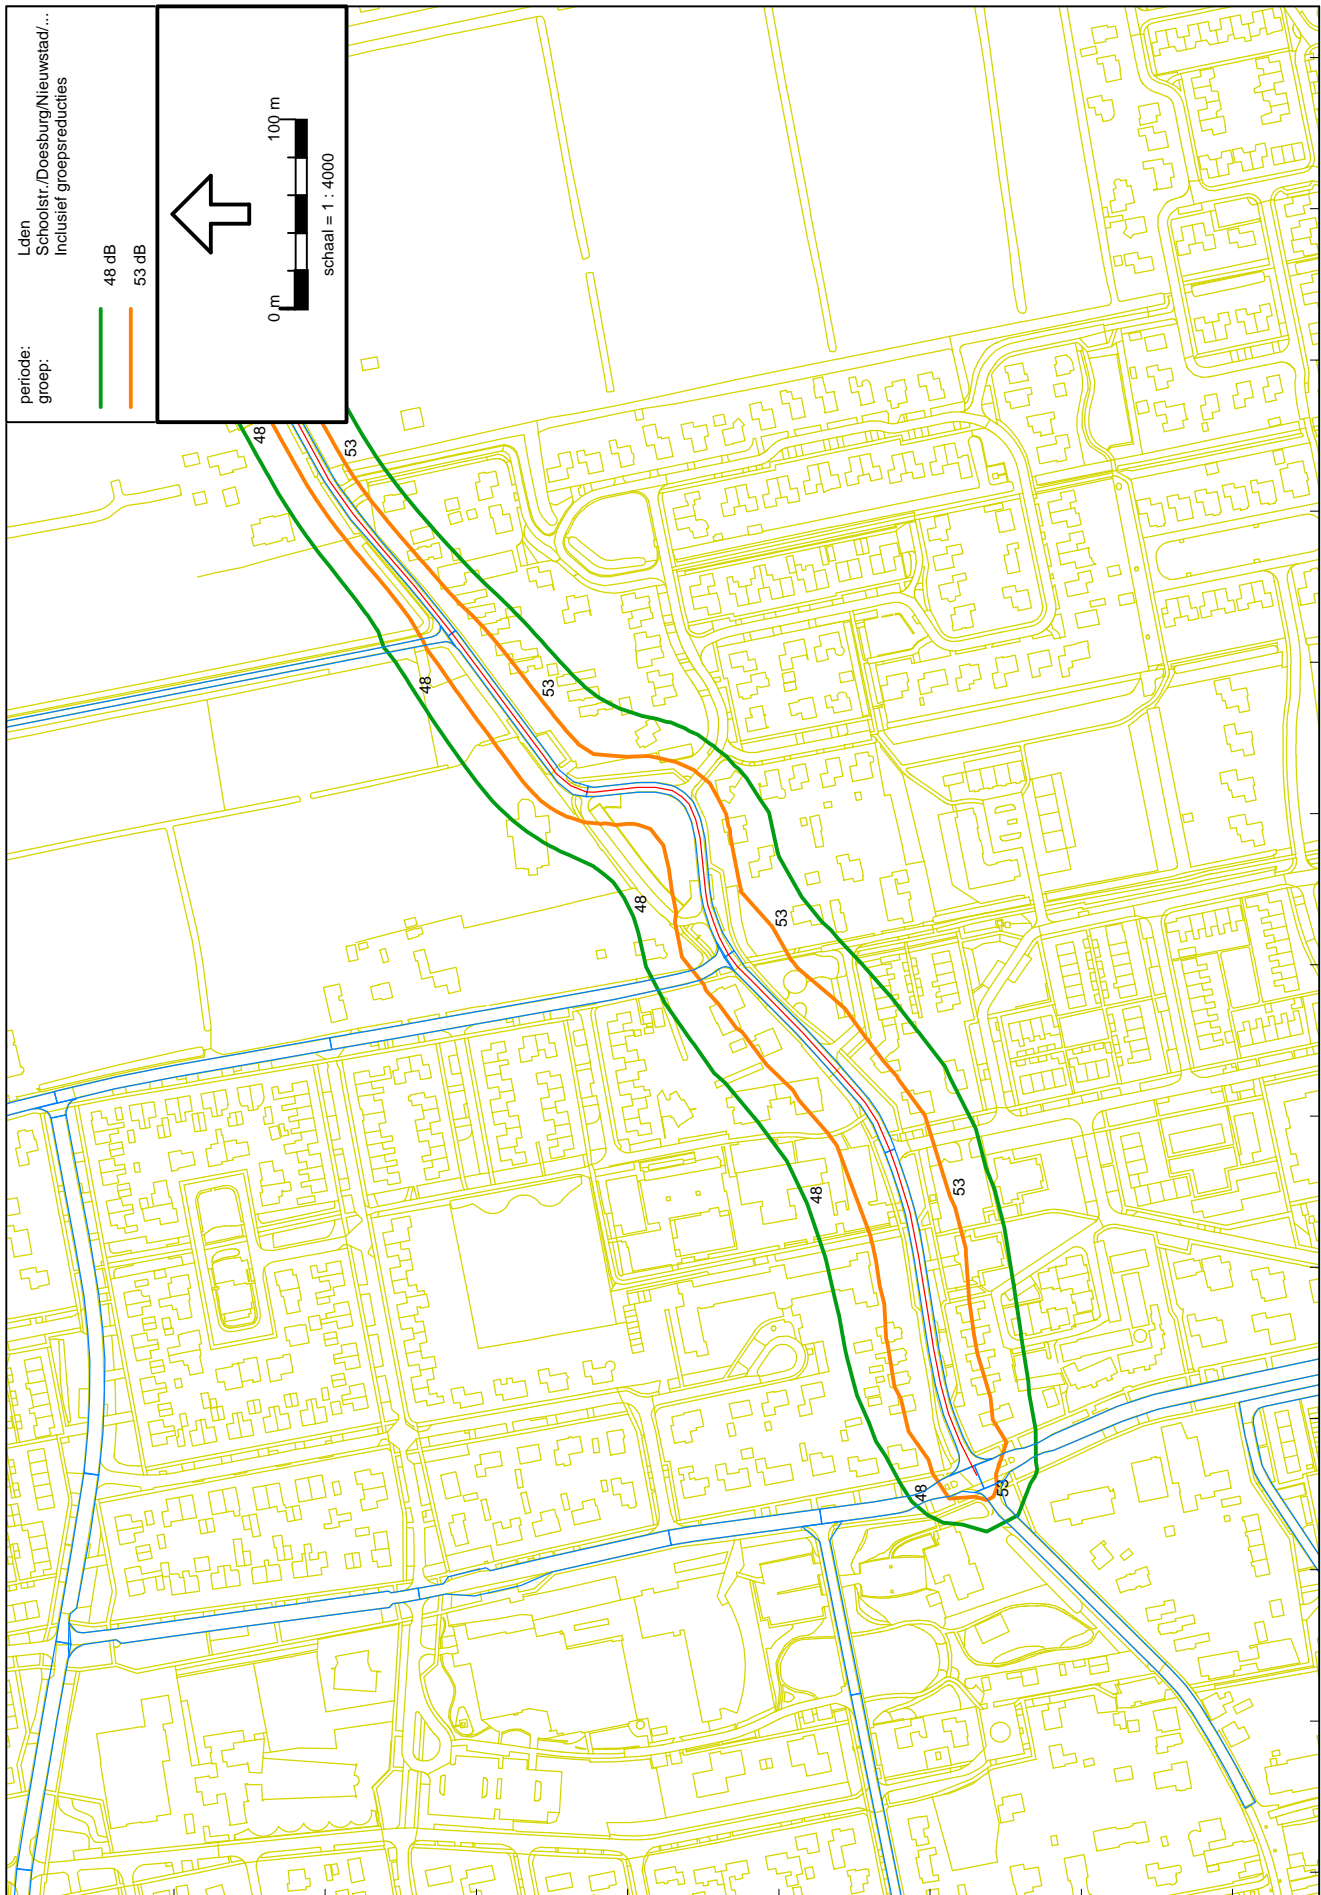 periode:
Lden
groep:
Schoolstr./Doesburg/Nieuwstad/...
Inclusief groepsreducties
48 dB
53 dB
0 m
100 m
schaal = 1 : 4000
48
53
48
53
48
53
48
53
48
53